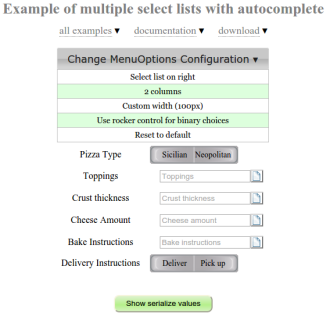 Example of multiple select lists with autocomplete
all examples ▼ documentation ▼ download ▼
Change MenuOptions Configuration ▼
Select list on right
2 columns
Custom width (100px)
Use rocker control for binary choices
Reset to default
Pizza Type Sicilian Neopolitan
Toppings Toppings
Crust thickness Crust thickness
Cheese Amount Cheese amount
Bake Instructions Bake instructions
Delivery Instructions Deliver Pick up
Show serialize values